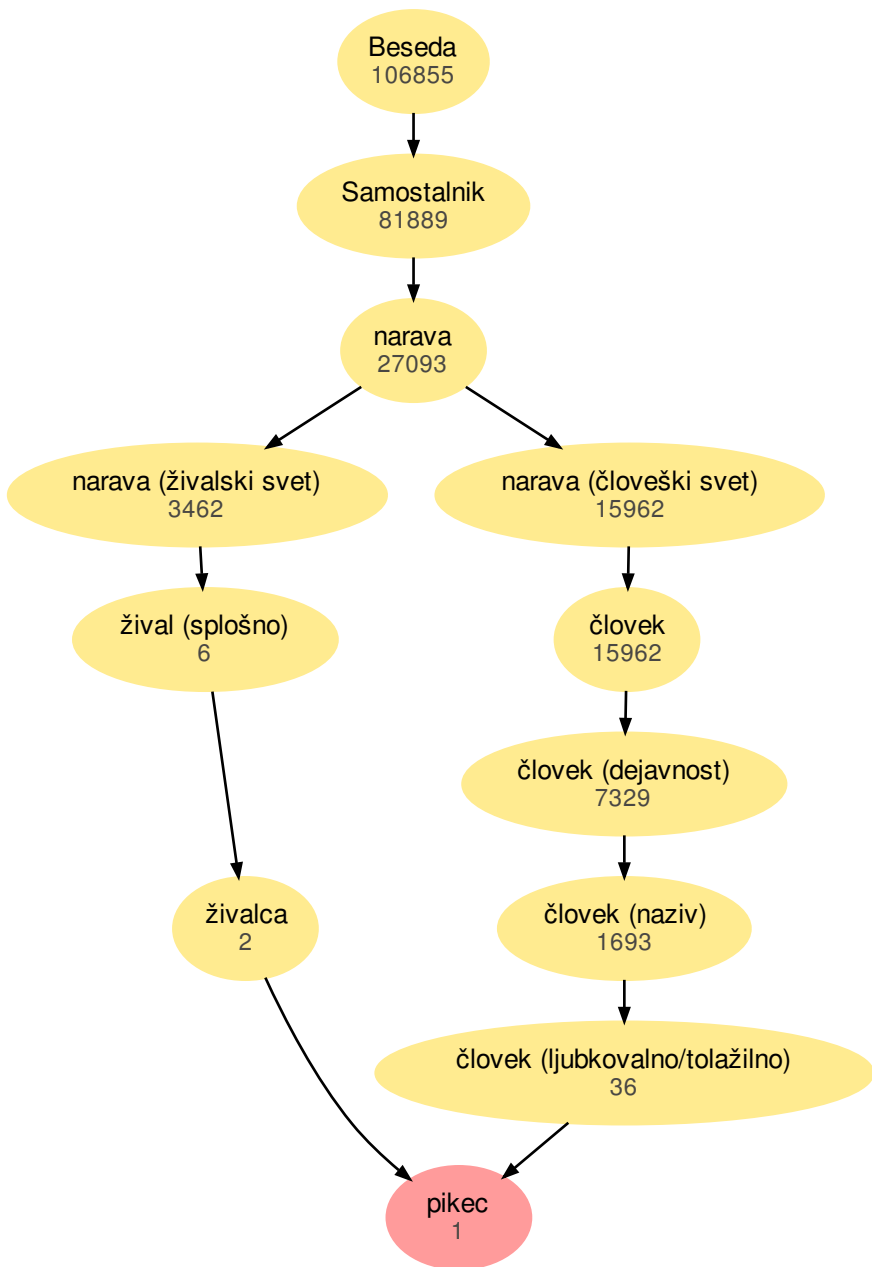 Beseda
106855
Samostalnik
81889
narava
27093
narava (živalski svet)
3462
narava (človeški svet)
15962
žival (splošno)
6
človek
15962
človek (dejavnost)
7329
živalca
2
človek (naziv)
1693
človek (ljubkovalno/tolažilno)
36
pikec
1